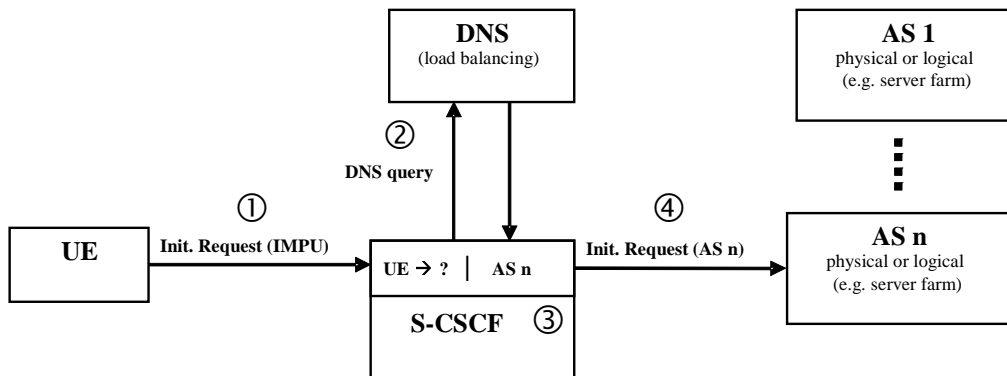 DNS
(load balancing)
AS 1
physical or logical
(e.g. server farm)
②
DNS query
①
④
UE
Init. Request (IMPU)
UE → ? | AS n
Init. Request (AS n)
AS n
physical or logical
(e.g. server farm)
S-CSCF
③